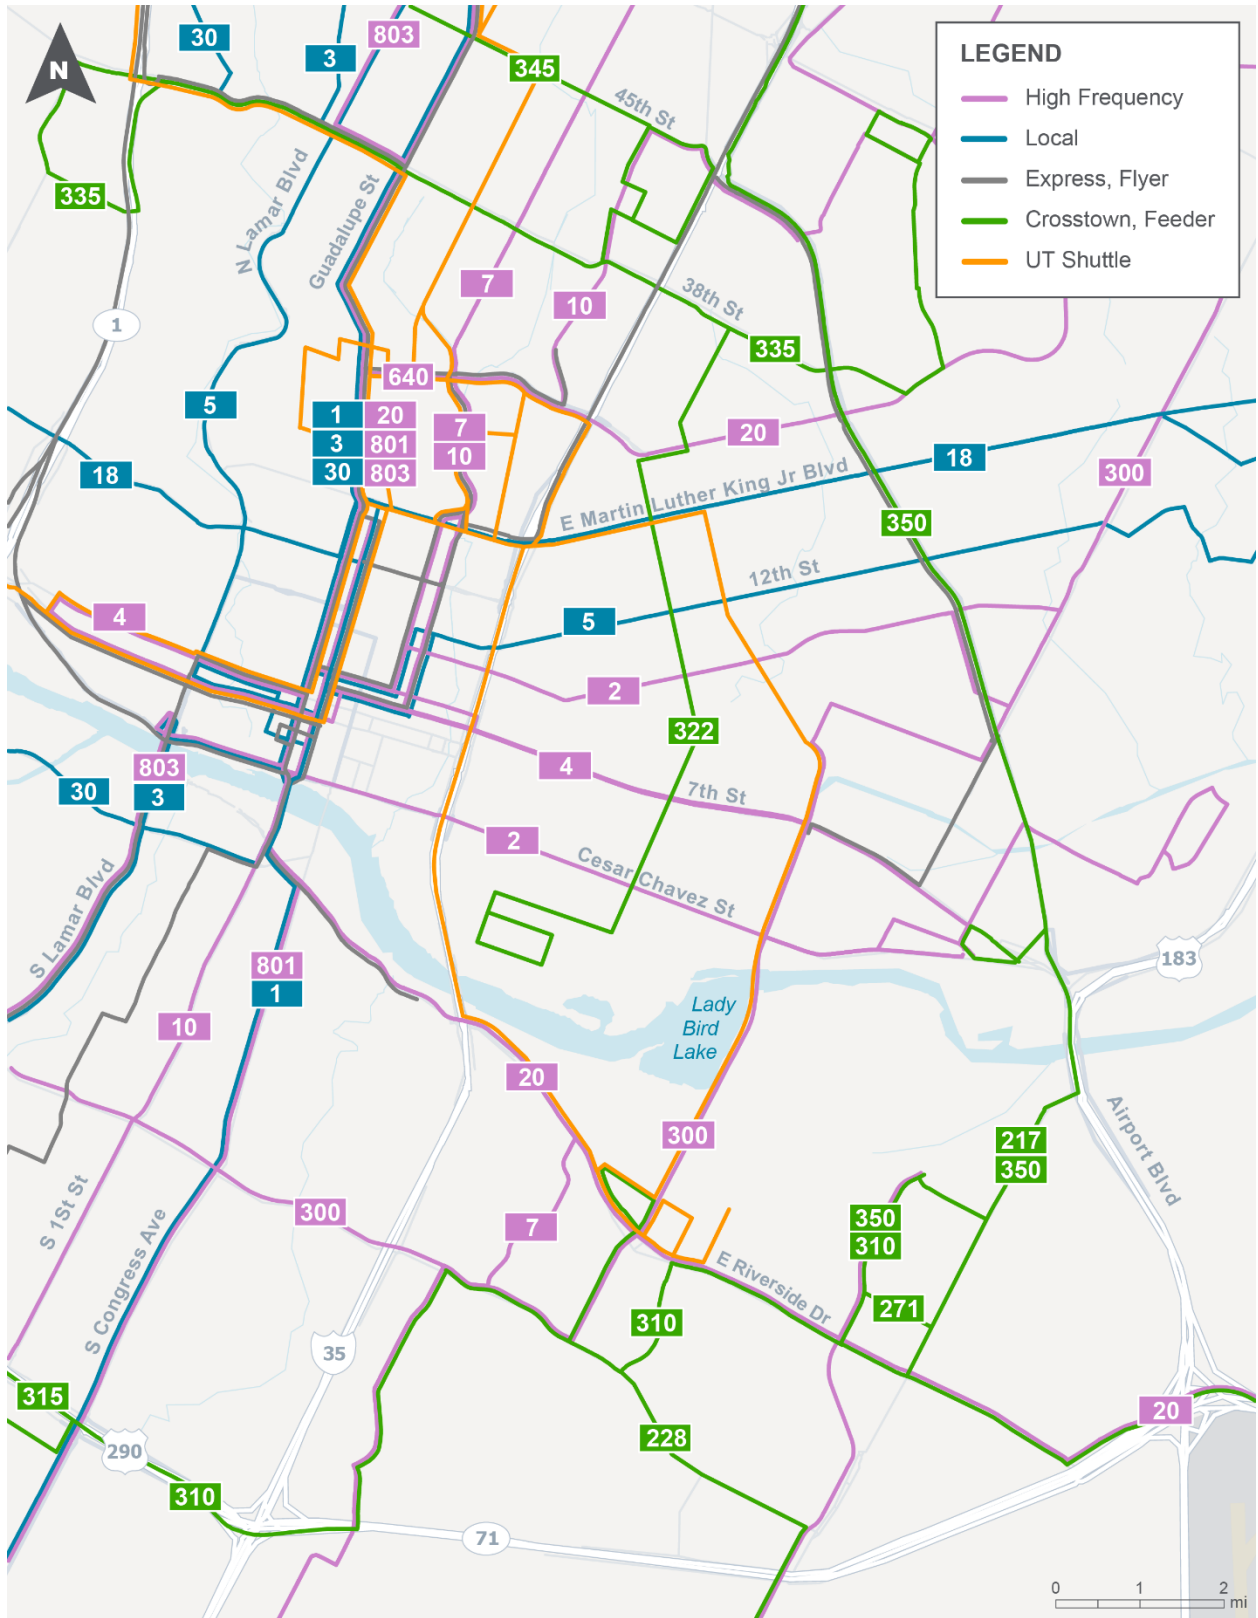 N
30
3
803
345
LEGEND
High Frequency
Local
Express, Flyer
Crosstown, Feeder
UT Shuttle
45th St
335
N Lamar Blvd
Guadalupe St
7
10
38th St
1
335
640
5
1
20
3
801
30
803
7
10
20
18
18
300
E Martin Luther King Jr Blvd
350
12th St
4
5
2
322
803
3
30
4
7th St
2
Cesar Chavez St
S Lamar Blvd
801
1
183
10
Lady
Bird
Lake
20
300
217
350
Airport Blvd
S 1St St
300
7
350
310
S Congress Ave
E Riverside Dr
271
310
35
315
20
290
228
310
71
0
1
2
mi